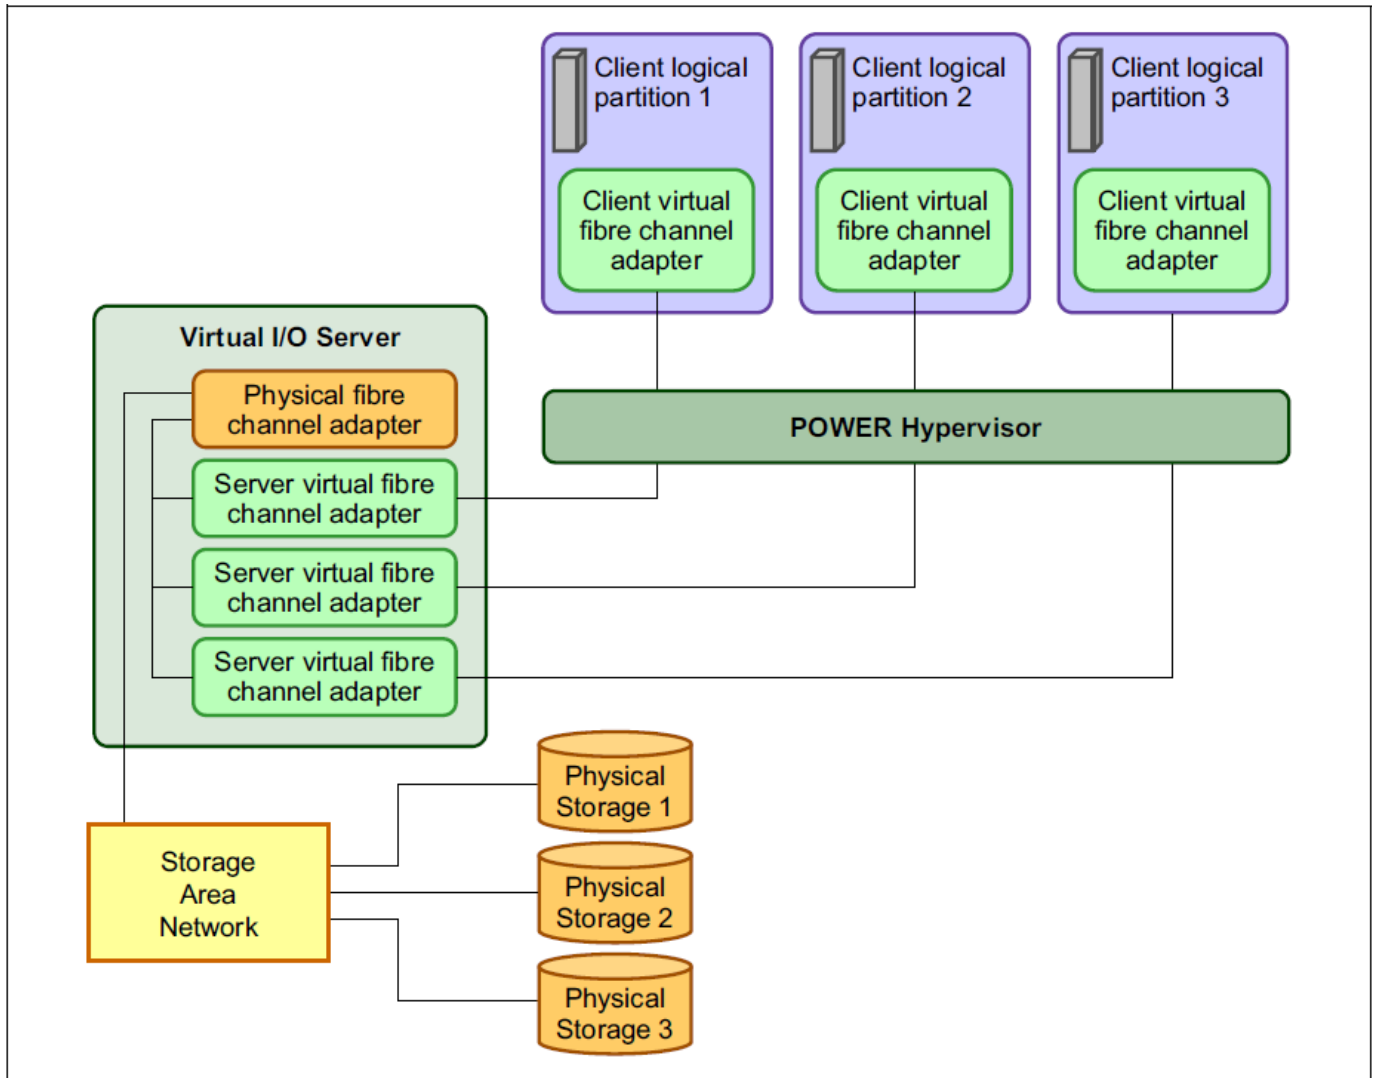 Client logical
partition 1
Client logical
partition 2
Client logical
partition 3
Client virtual
fibre channel
adapter
Client virtual
fibre channel
adapter
Client virtual
fibre channel
adapter
Virtual I/O Server
Physical fibre
channel adapter
POWER Hypervisor
Server virtual fibre
channel adapter
Server virtual fibre
channel adapter
Server virtual fibre
channel adapter
Physical
Storage 1
Storage
Area
Network
Physical
Storage 2
Physical
Storage 3